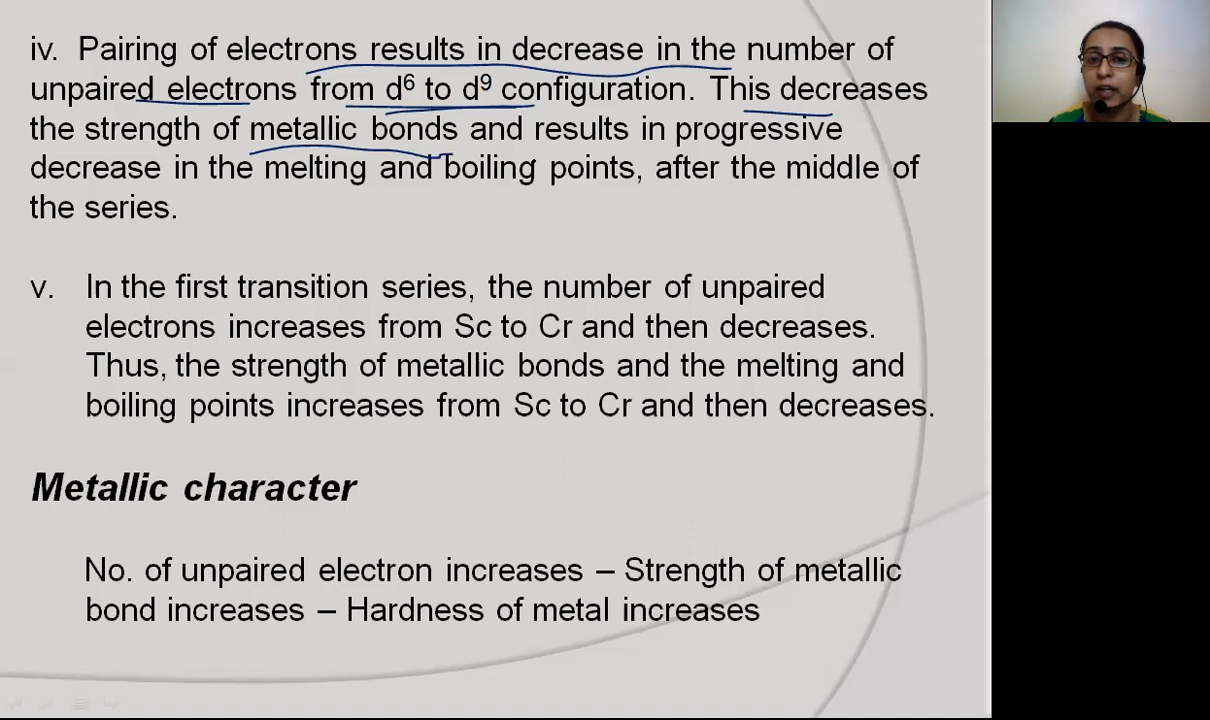 iv. Pairing of electrons results in decrease in the number of
unpaired electrons from d⁶ to d⁹ configuration. This decreases
the strength of metallic bonds and results in progressive
decrease in the melting and boiling points, after the middle of
the series.
v. In the first transition series, the number of unpaired
electrons increases from Sc to Cr and then decreases.
Thus, the strength of metallic bonds and the melting and
boiling points increases from Sc to Cr and then decreases.
Metallic character
No. of unpaired electron increases – Strength of metallic
bond increases – Hardness of metal increases